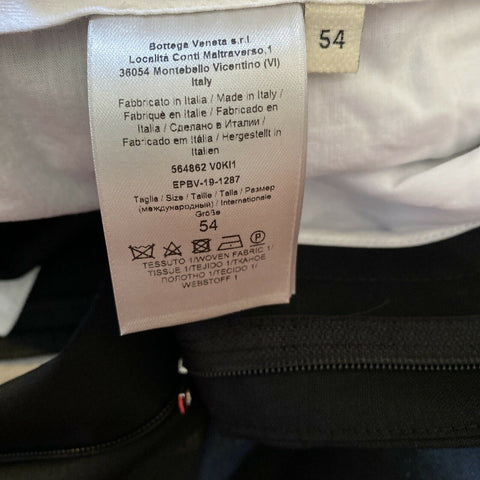 Bottega Veneta s.r.l.
Località Conti Maltraverso,1
36054 Montebello Vicentino (VI)
Italy
Fabbricato in Italia / Made in Italy /
Fabriqué en Italie / Fabricado en
Italia / Сделано в Италии /
Fabricado em Itália / Hergestellt in
Italien
564862 V0KI1
EPBV-19-1287
Taglia / Size / Taille / Talla / Размер
(международный) / Internationale
Größe
54
P
TESSUTO 1/WOVEN FABRIC 1/
TISSUE 1/TEJIDO 1/ТКАНОЕ
ПОЛОТНО 1/TECIDO 1/
WEBSTOFF 1
54